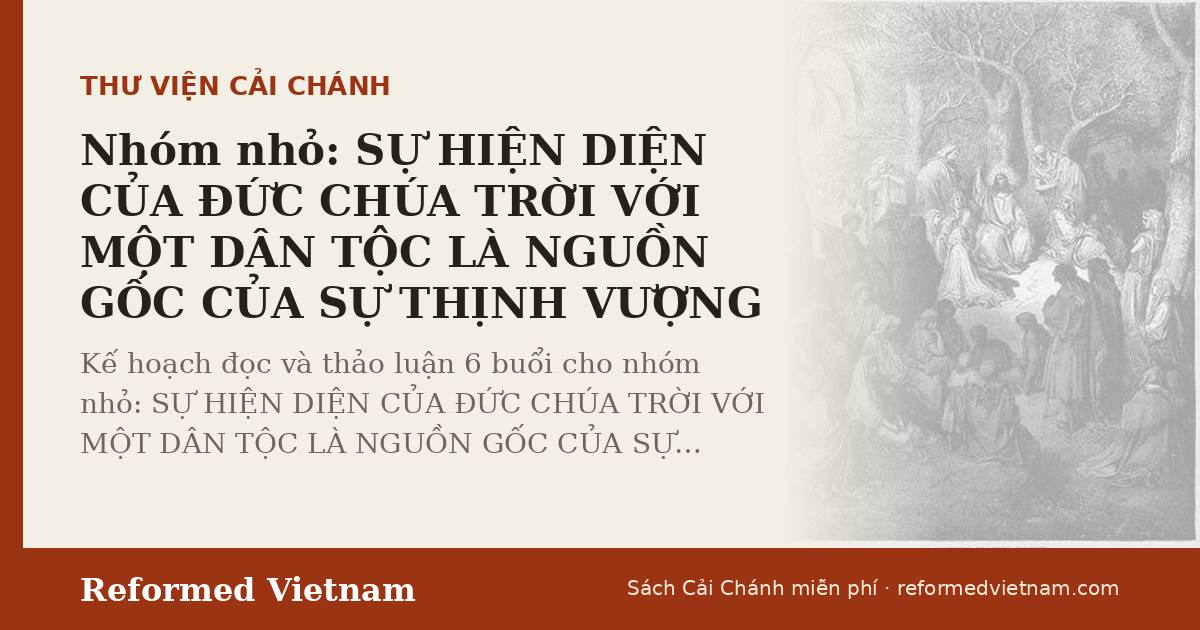 THƯ VIỆN CẢI CHÁNH
Nhóm nhỏ: SỰ HIỆN DIỆN
CỦA ĐỨC CHÚA TRỜI VỚI
MỘT DÂN TỘC LÀ NGUỒN
GỐC CỦA SỰ THỊNH VƯỢNG
Kế hoạch đọc và thảo luận 6 buổi cho nhóm
nhỏ: SỰ HIỆN DIỆN CỦA ĐỨC CHÚA TRỜI VỚI
MỘT DÂN TỘC LÀ NGUỒN GỐC CỦA SỰ...
Reformed Vietnam
Sách Cải Chánh miễn phí · reformedvietnam.com